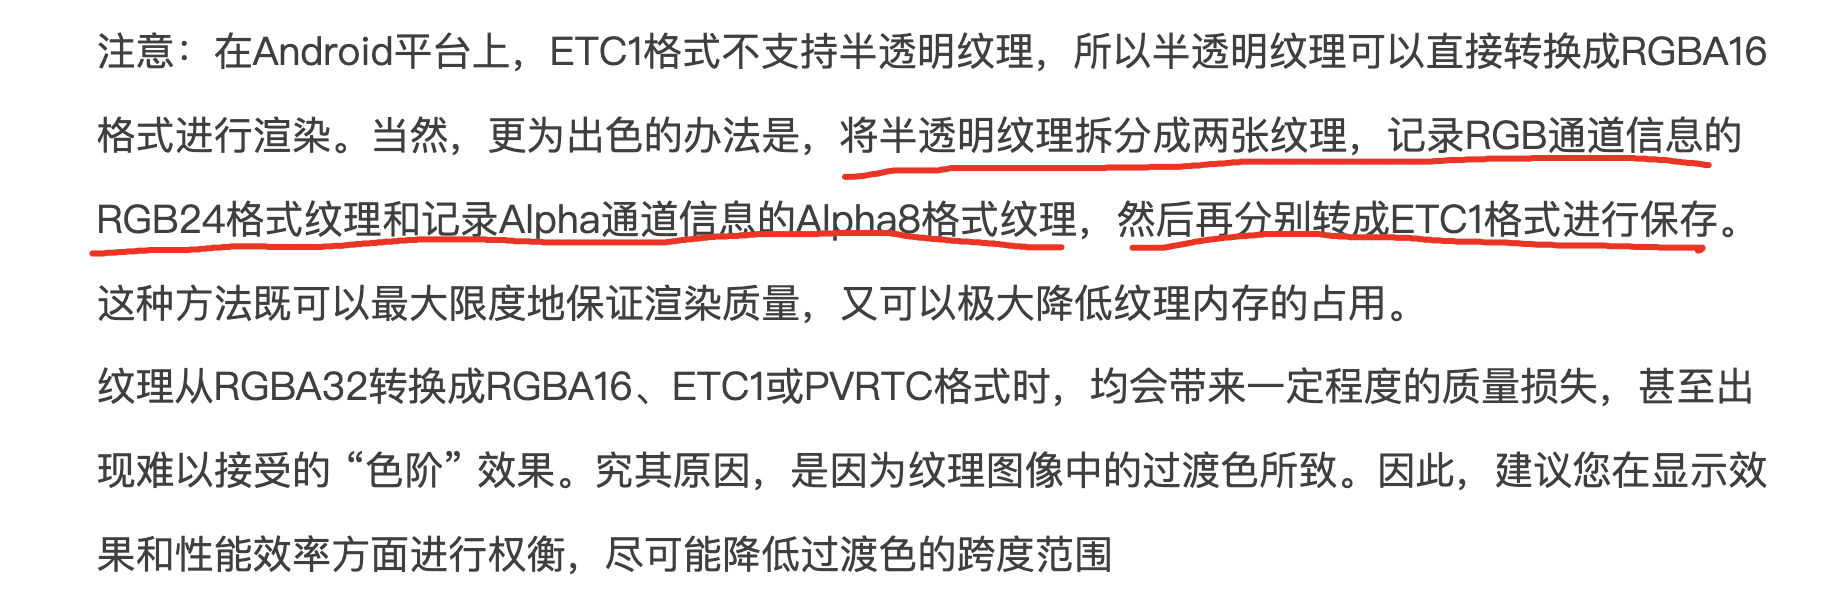 注意：在Android平台上，ETC1格式不支持半透明纹理，所以半透明纹理可以直接转换成RGBA16
格式进行渲染。当然，更为出色的办法是，将半透明纹理拆分成两张纹理，记录RGB通道信息的
RGB24格式纹理和记录Alpha通道信息的Alpha8格式纹理，然后再分别转成ETC1格式进行保存。
这种方法既可以最大限度地保证渲染质量，又可以极大降低纹理内存的占用。
纹理从RGBA32转换成RGBA16、ETC1或PVRTC格式时，均会带来一定程度的质量损失，甚至出
现难以接受的“色阶”效果。究其原因，是因为纹理图像中的过渡色所致。因此，建议您在显示效
果和性能效率方面进行权衡，尽可能降低过渡色的跨度范围